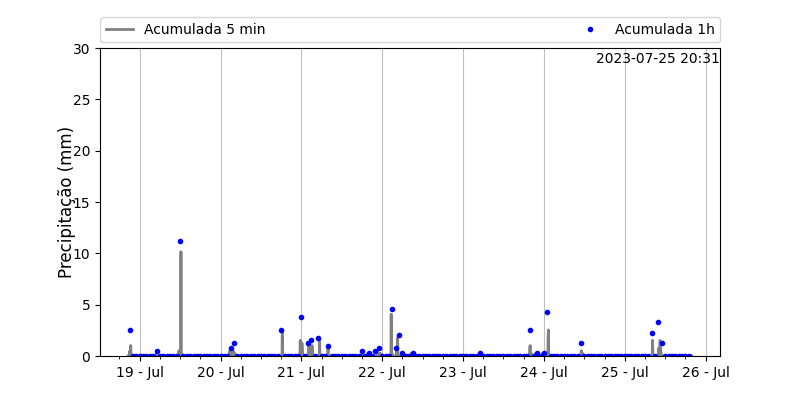 Acumulada 5 min Acumulada 1h
2023-07-25 20:31
Precipitação (mm)
30
25
20
15
10
5
0
19 - Jul 20 - Jul 21 - Jul 22 - Jul 23 - Jul 24 - Jul 25 - Jul 26 - Jul